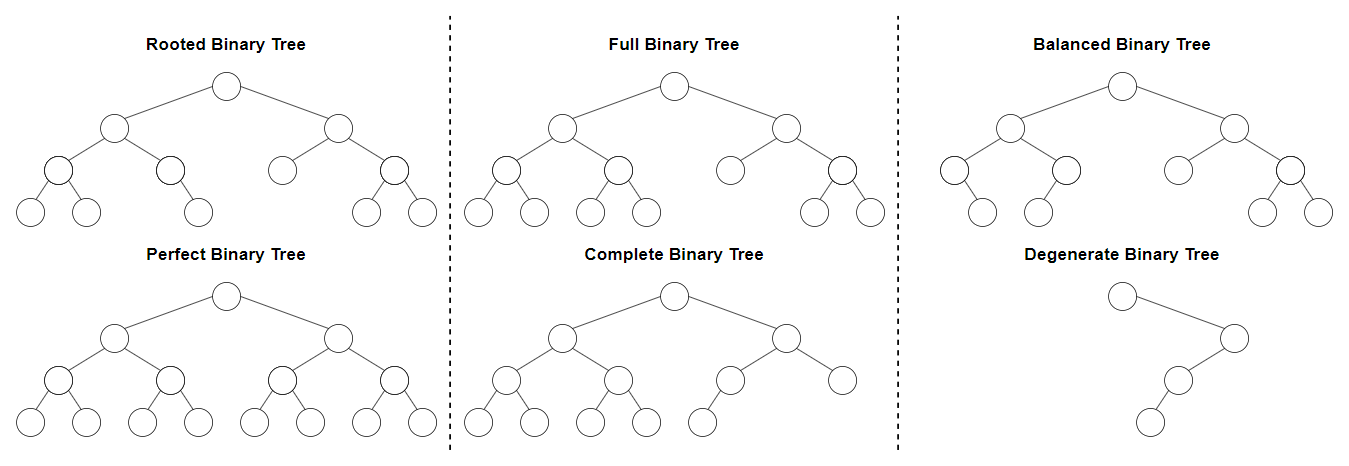 Rooted Binary Tree
Full Binary Tree
Balanced Binary Tree
Perfect Binary Tree
Complete Binary Tree
Degenerate Binary Tree